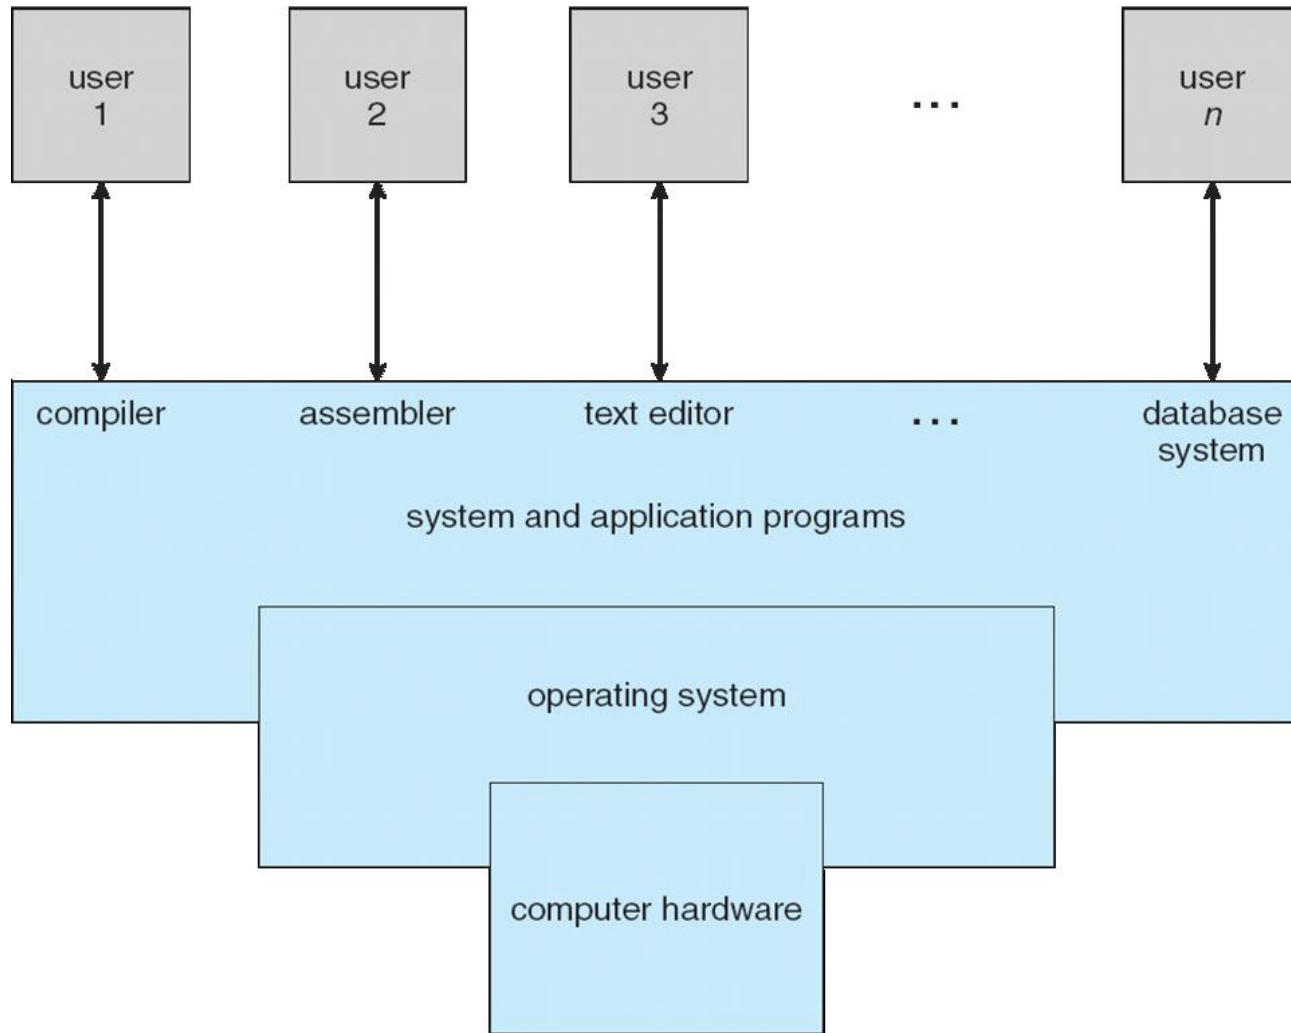 user
1
user
2
user
3
...
user
n
compiler
assembler
text editor
...
database
system
system and application programs
operating system
computer hardware